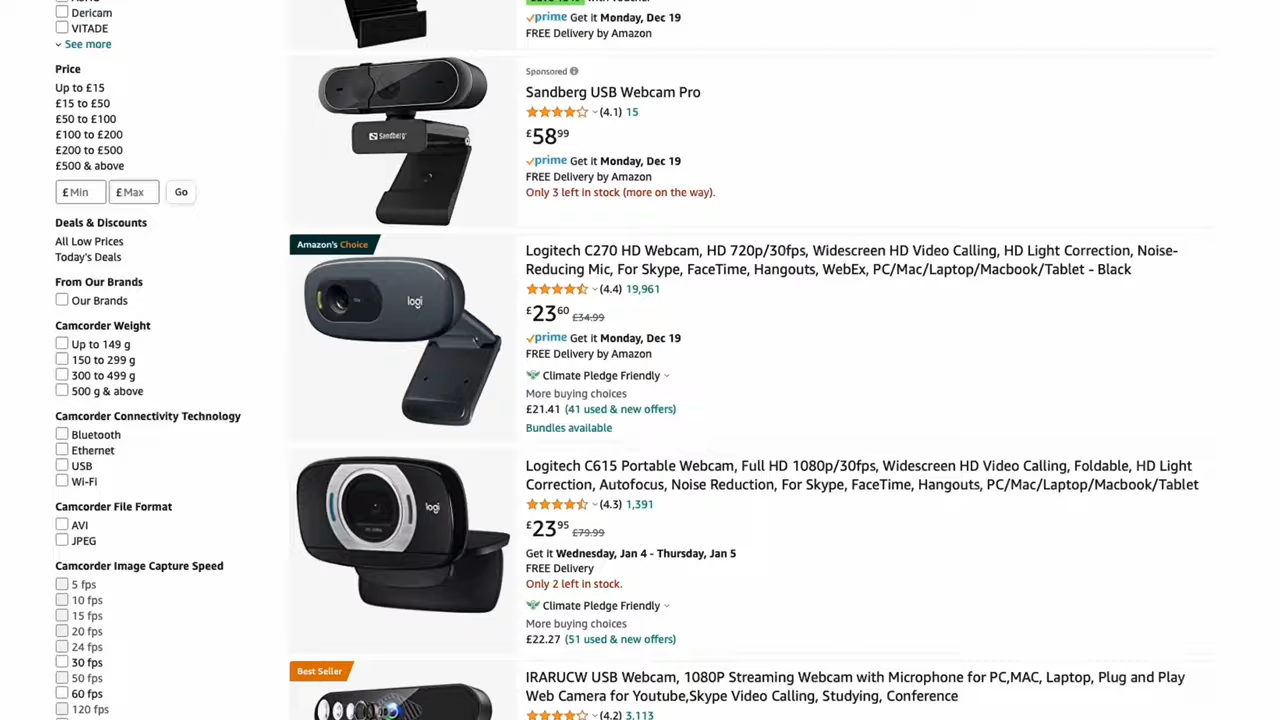 Dericam
VITADE
See more
Price
Up to £15
£15 to £50
£50 to £100
£100 to £200
£200 to £500
£500 & above
£ Min
£ Max
Go
Deals & Discounts
All Low Prices
Today's Deals
From Our Brands
Our Brands
Camcorder Weight
Up to 149 g
150 to 299 g
300 to 499 g
500 g & above
Camcorder Connectivity Technology
Bluetooth
Ethernet
USB
Wi-Fi
Camcorder File Format
AVI
JPEG
Camcorder Image Capture Speed
5 fps
10 fps
15 fps
20 fps
24 fps
30 fps
50 fps
60 fps
120 fps
prime Get it Monday, Dec 19
FREE Delivery by Amazon
Sandberg
Sponsored
Sandberg USB Webcam Pro
(4.1) 15
£58.99
prime Get it Monday, Dec 19
FREE Delivery by Amazon
Only 3 left in stock (more on the way).
Amazon's Choice
logi
Logitech C270 HD Webcam, HD 720p/30fps, Widescreen HD Video Calling, HD Light Correction, Noise-
Reducing Mic, For Skype, FaceTime, Hangouts, WebEx, PC/Mac/Laptop/Macbook/Tablet - Black
(4.4) 19,961
£23.60 £34.99
prime Get it Monday, Dec 19
FREE Delivery by Amazon
Climate Pledge Friendly
More buying choices
£21.41 (41 used & new offers)
Bundles available
logi
Logitech C615 Portable Webcam, Full HD 1080p/30fps, Widescreen HD Video Calling, Foldable, HD Light
Correction, Autofocus, Noise Reduction, For Skype, FaceTime, Hangouts, PC/Mac/Laptop/Macbook/Tablet
(4.3) 1,391
£23.95 £79.99
Get it Wednesday, Jan 4 - Thursday, Jan 5
FREE Delivery
Only 2 left in stock.
Climate Pledge Friendly
More buying choices
£22.27 (51 used & new offers)
Best Seller
IRARUCW USB Webcam, 1080P Streaming Webcam with Microphone for PC,MAC, Laptop, Plug and Play
Web Camera for Youtube,Skype Video Calling, Studying, Conference
(4.2) 3,113